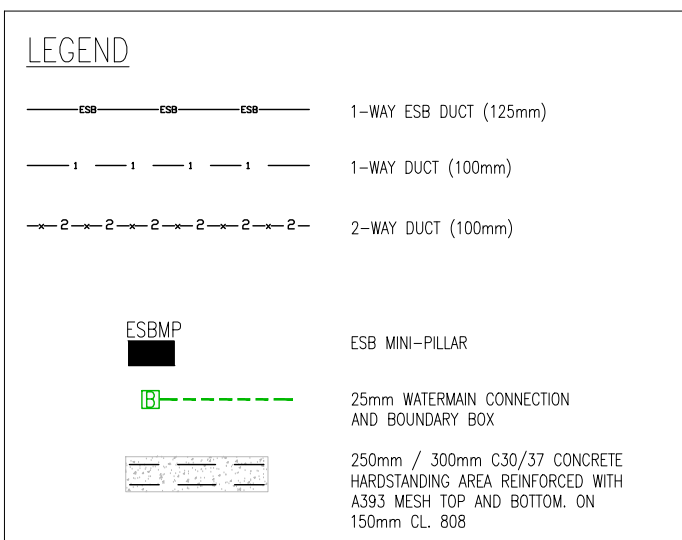 LEGEND
ESB ESB ESB
1-WAY ESB DUCT (125mm)
1 1 1 1
1-WAY DUCT (100mm)
x 2 x 2 x 2 x 2 x 2 x 2
2-WAY DUCT (100mm)
ESBMP
ESB MINI-PILLAR
B
25mm WATERMAIN CONNECTION
AND BOUNDARY BOX
250mm / 300mm C30/37 CONCRETE
HARDSTANDING AREA REINFORCED WITH
A393 MESH TOP AND BOTTOM. ON
150mm CL. 808